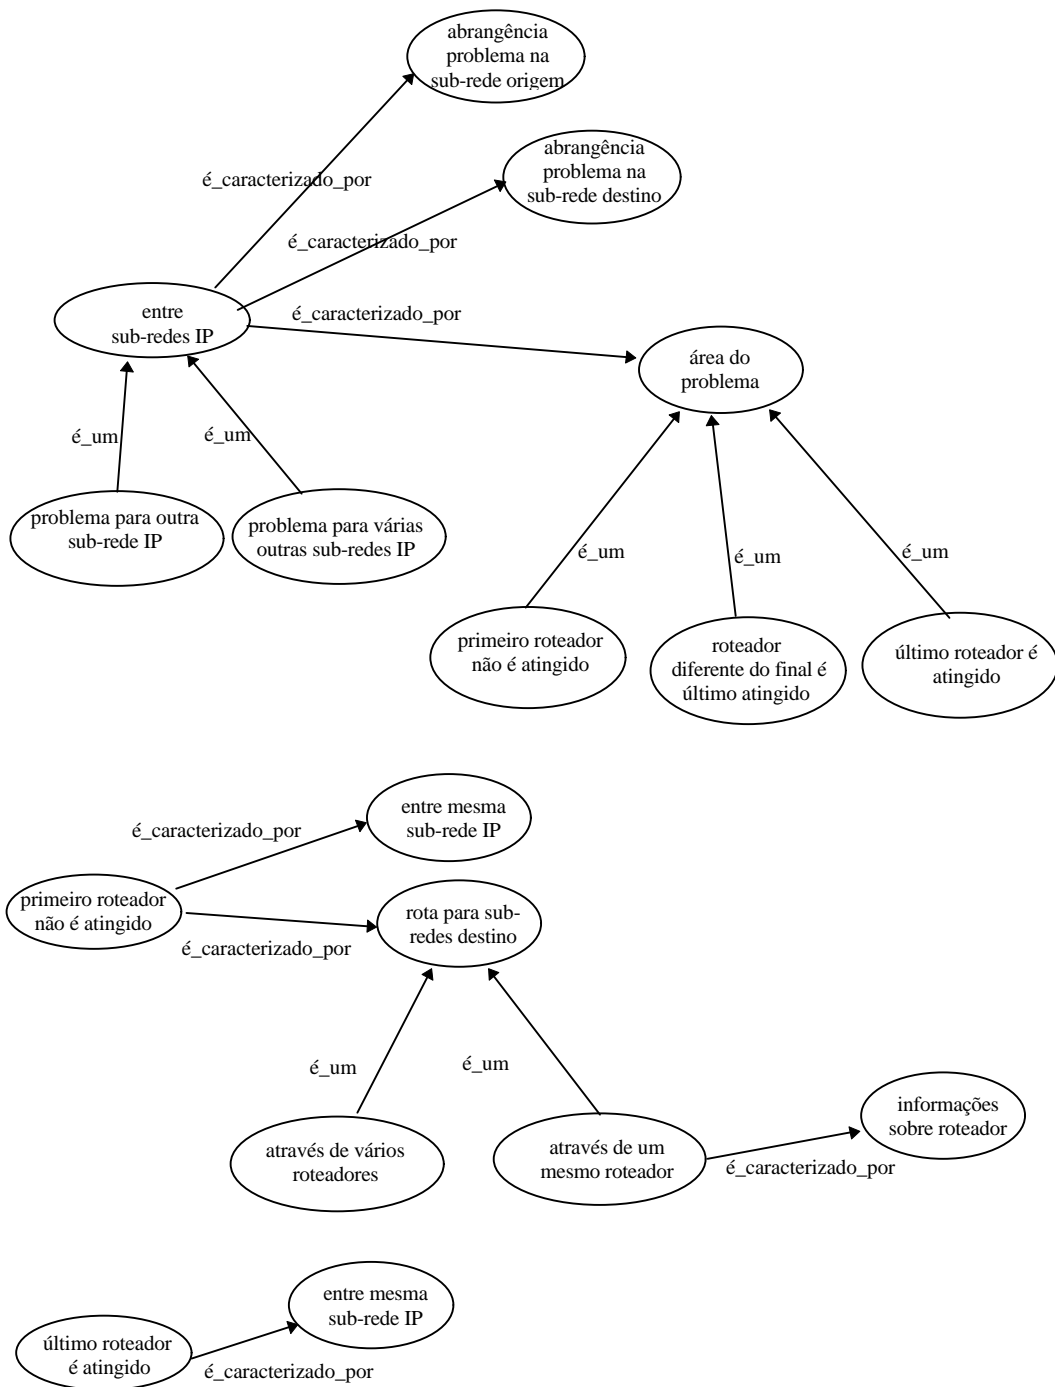 abrangência
problema na
sub-rede origem
abrangência
problema na
sub-rede destino
é_caracterizado_por
é_caracterizado_por
é_caracterizado_por
entre
sub-redes IP
área do
problema
é_um
é_um
problema para outra
sub-rede IP
problema para várias
outras sub-redes IP
é_um
é_um
é_um
primeiro roteador
não é atingido
roteador
diferente do final é
último atingido
último roteador é
atingido
entre mesma
sub-rede IP
é_caracterizado_por
primeiro roteador
não é atingido
rota para sub-
redes destino
é_caracterizado_por
é_um
é_um
através de vários
roteadores
através de um
mesmo roteador
informações
sobre roteador
é_caracterizado_por
entre mesma
sub-rede IP
último roteador
é atingido
é_caracterizado_por